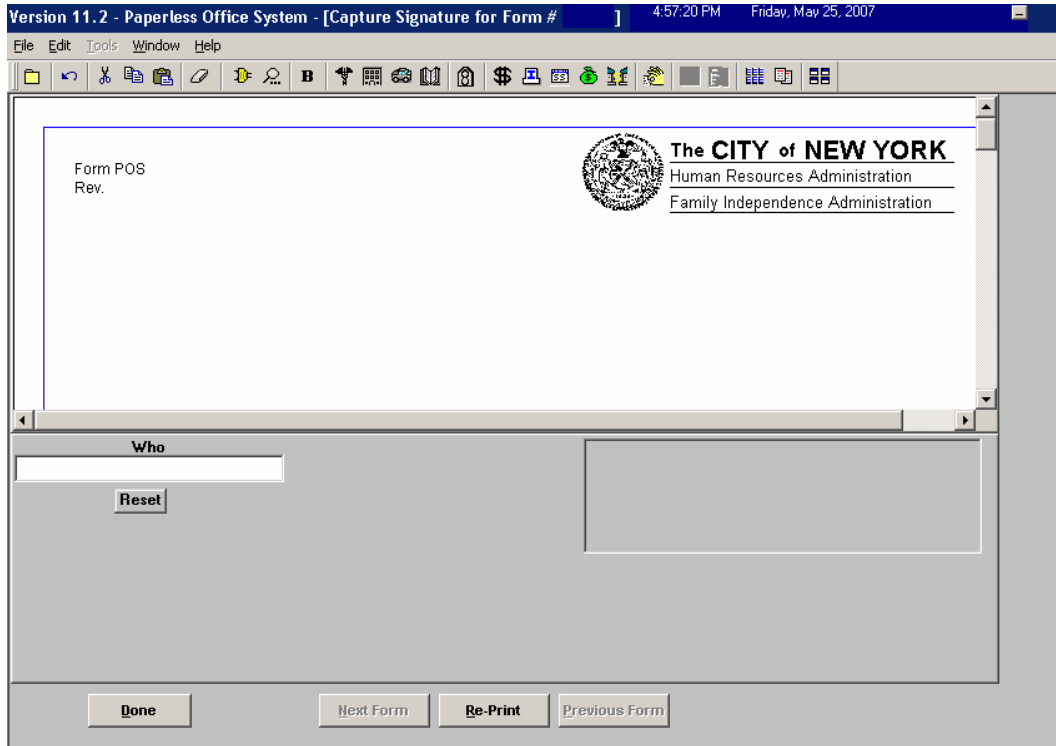 Version 11.2 - Paperless Office System - [Capture Signature for Form # ] 4:57:20 PM Friday, May 25, 2007
File Edit Tools Window Help
B $
Form POS
Rev.
The CITY of NEW YORK
Human Resources Administration
Family Independence Administration
Who
Reset
Done Next Form Re-Print Previous Form